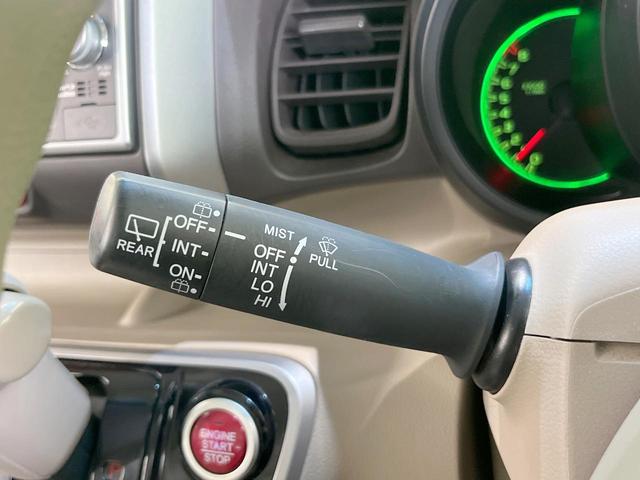 REAR
OFF
INT
ON
MIST
OFF
INT
LO
HI
PULL
ENGINE
START
STOP